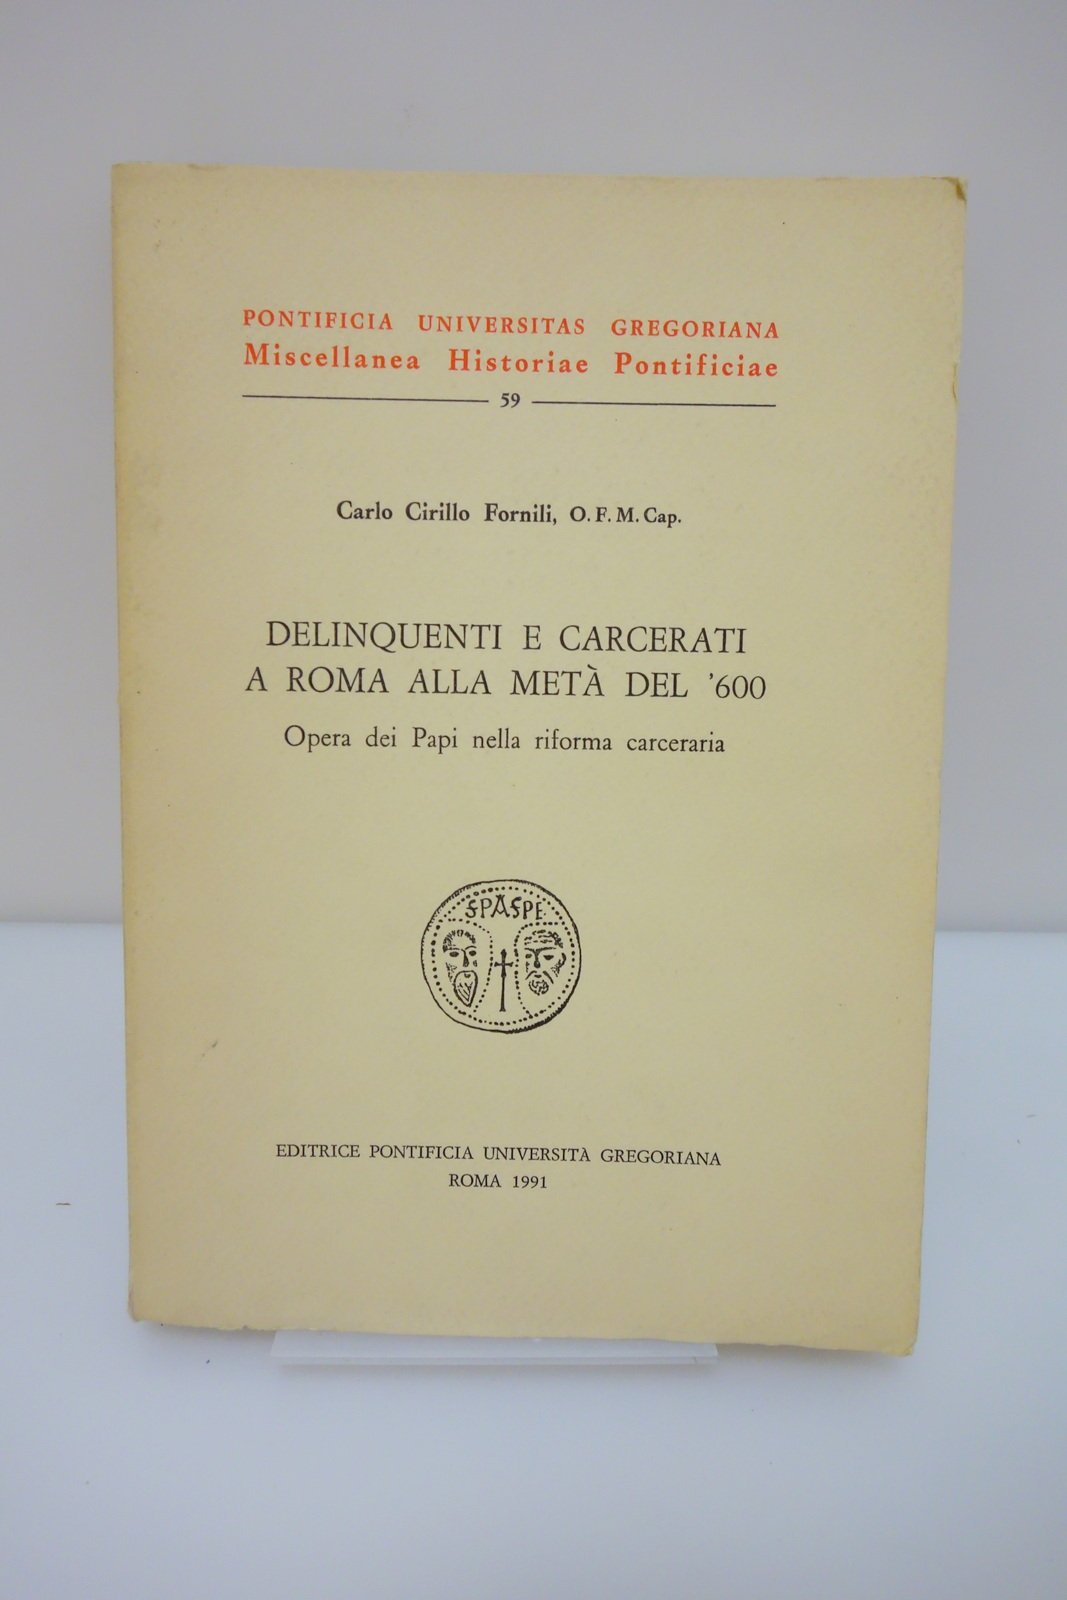 PONTIFICIA UNIVERSITAS GREGORIANA
Miscellanea Historiae Pontificiae
59
Carlo Cirillo Fornili, O. F. M. Cap.
DELINQUENTI E CARCERATI
A ROMA ALLA METÀ DEL '600
Opera dei Papi nella riforma carceraria
SPASPE
EDITRICE PONTIFICIA UNIVERSITÀ GREGORIANA
ROMA 1991